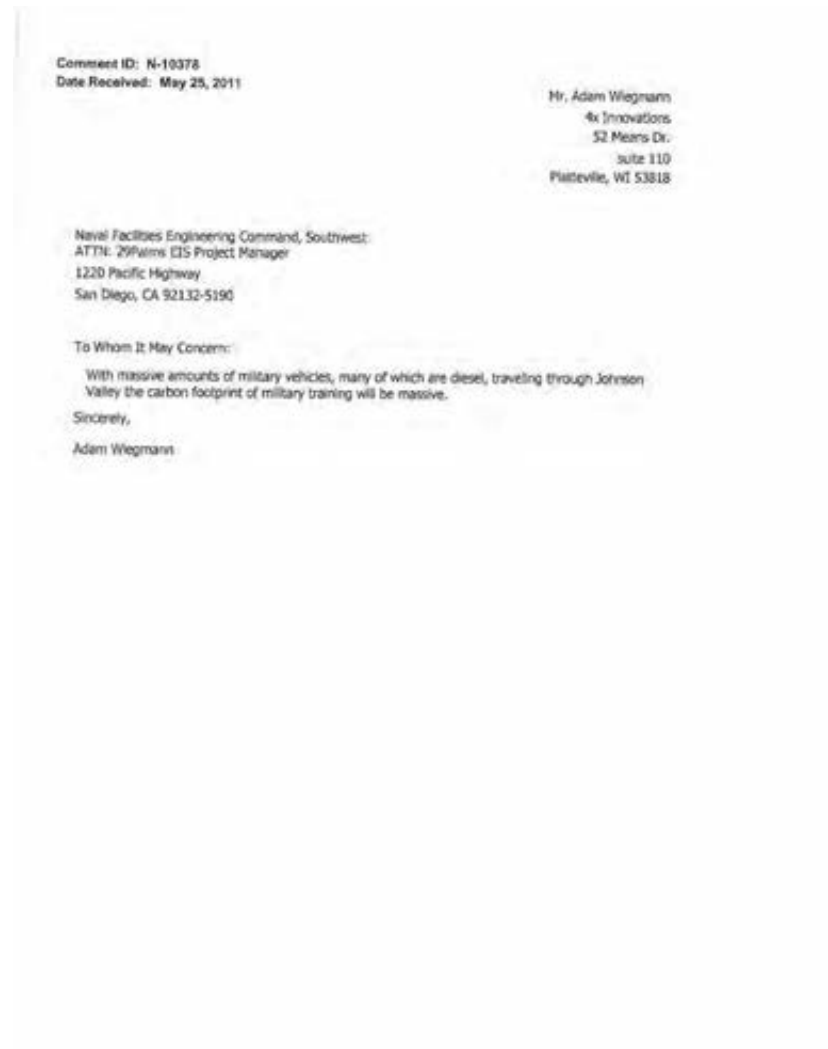 Comment ID: N-10378
Date Received: May 25, 2011
Mr. Adam Wiegmann
4x Innovations
52 Means Dr.
suite 110
Platteville, WI 53818
Naval Facilities Engineering Command, Southwest
ATTN: 29Palms EIS Project Manager
1220 Pacific Highway
San Diego, CA 92132-5190
To Whom It May Concern:
With massive amounts of military vehicles, many of which are diesel, traveling through Johnson
Valley the carbon footprint of military training will be massive.
Sincerely,
Adam Wiegmann